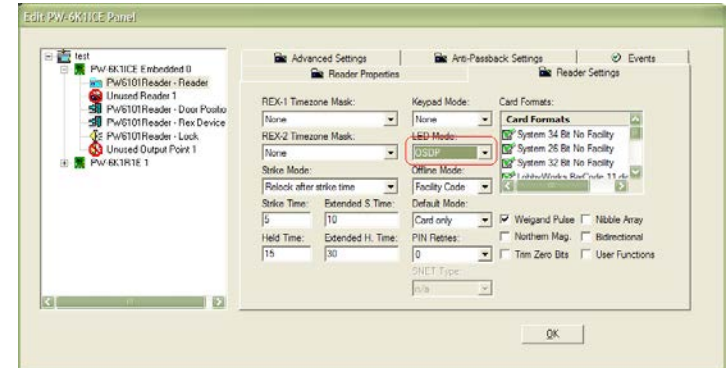 Edit PW-6K1ICE Panel
test
PW-6K1ICE Embedded 0
PW6101Reader - Reader
Unused Reader 1
PW6101Reader - Door Positio
PW6101Reader - Rex Device
PW6101Reader - Lock
Unused Output Point 1
PW-6K1R1E 1
Advanced Settings
Anti-Passback Settings
Events
Reader Properties
Reader Settings
REX-1 Timezone Mask:
None
REX-2 Timezone Mask:
None
Strike Mode:
Relock after strike time
Strike Time:
Extended S.Time:
5
10
Held Time:
Extended H. Time:
15
30
Keypad Mode:
None
LED Mode:
OSDP
Offline Mode:
Facility Code
Default Mode:
Card only
PIN Retries:
0
SNET Type:
n/a
Card Formats:
Card Formats
System 34 Bit No Facility
System 26 Bit No Facility
System 32 Bit No Facility
LobbyWorks BarCode 11 de
Weigand Pulse
Nibble Array
Northern Mag.
Bidirectional
Trim Zero Bits
User Functions
OK